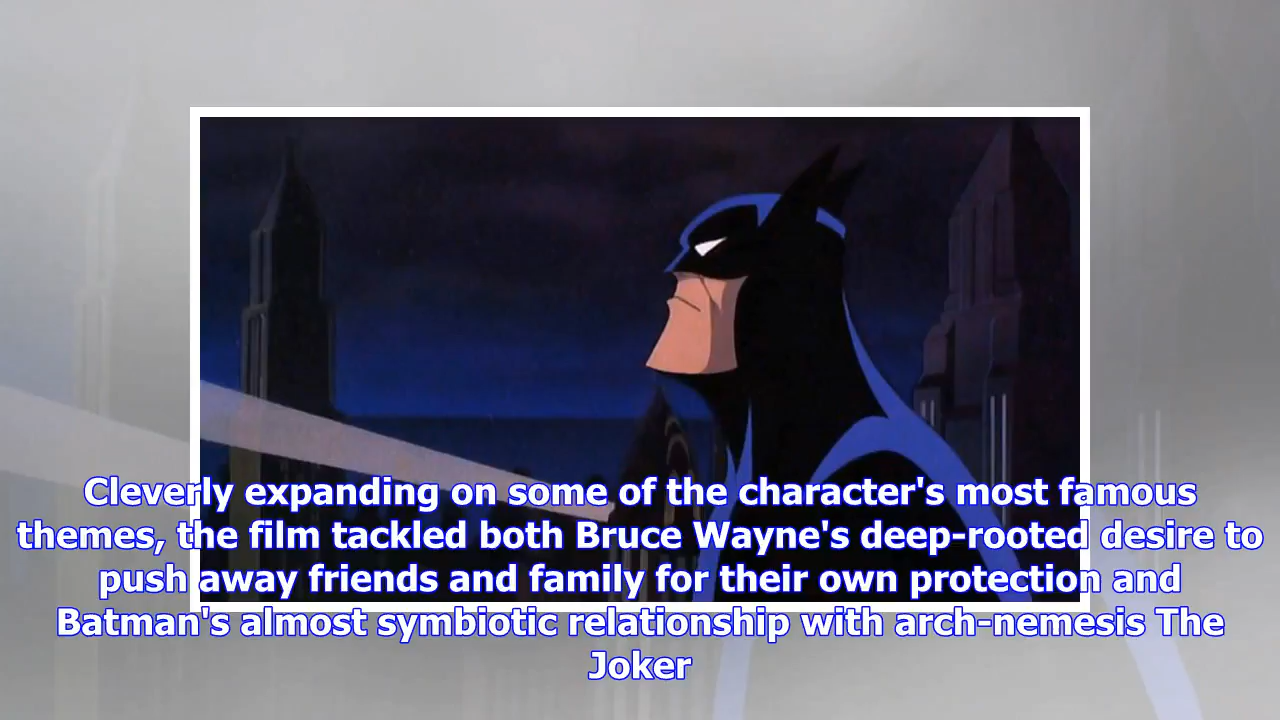 Cleverly expanding on some of the character's most famous
themes, the film tackled both Bruce Wayne's deep-rooted desire to
push away friends and family for their own protection and
Batman's almost symbiotic relationship with arch-nemesis The
Joker